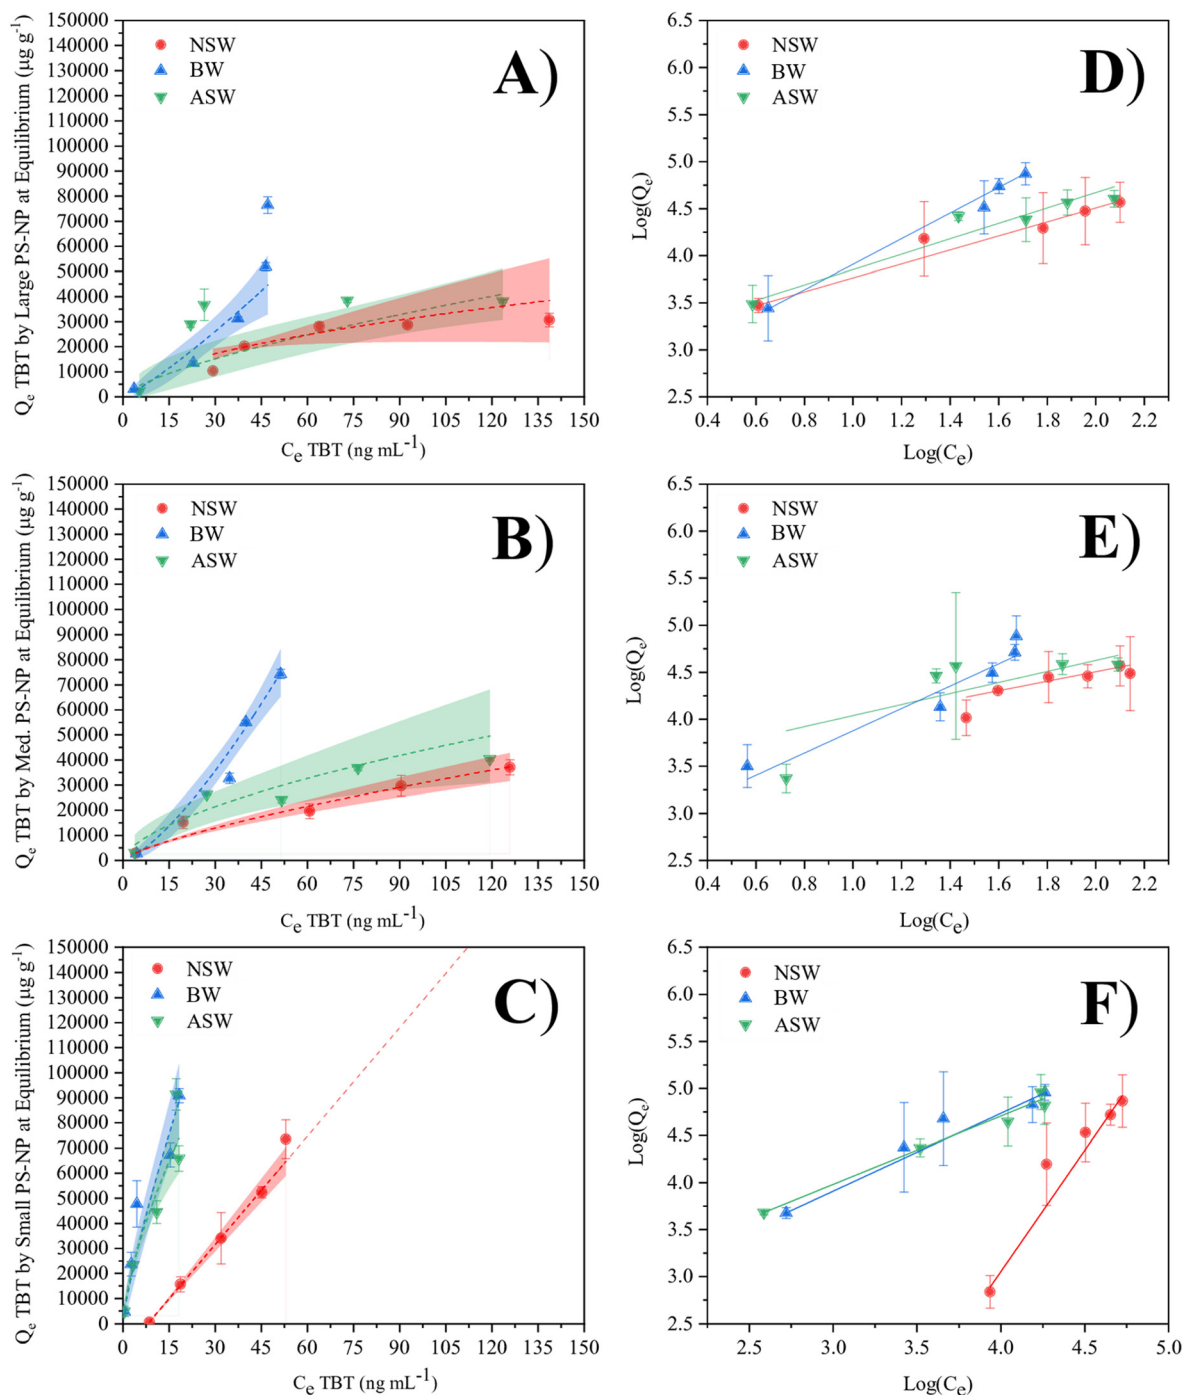 Q_e TBT by Large PS-NP at Equilibrium (µg g⁻¹)
150000
140000
130000
120000
110000
100000
90000
80000
70000
60000
50000
40000
30000
20000
10000
0
NSW
BW
ASW
A)
0 15 30 45 60 75 90 105 120 135 150
C_e TBT (ng mL⁻¹)
Log(Q_e)
6.5
6.0
5.5
5.0
4.5
4.0
3.5
3.0
2.5
NSW
BW
ASW
D)
0.4 0.6 0.8 1.0 1.2 1.4 1.6 1.8 2.0 2.2
Log(C_e)
Q_e TBT by Med. PS-NP at Equilibrium (µg g⁻¹)
150000
140000
130000
120000
110000
100000
90000
80000
70000
60000
50000
40000
30000
20000
10000
0
NSW
BW
ASW
B)
0 15 30 45 60 75 90 105 120 135 150
C_e TBT (ng mL⁻¹)
Log(Q_e)
6.5
6.0
5.5
5.0
4.5
4.0
3.5
3.0
2.5
NSW
BW
ASW
E)
0.4 0.6 0.8 1.0 1.2 1.4 1.6 1.8 2.0 2.2
Log(C_e)
Q_e TBT by Small PS-NP at Equilibrium (µg g⁻¹)
150000
140000
130000
120000
110000
100000
90000
80000
70000
60000
50000
40000
30000
20000
10000
0
NSW
BW
ASW
C)
0 15 30 45 60 75 90 105 120 135 150
C_e TBT (ng mL⁻¹)
Log(Q_e)
6.5
6.0
5.5
5.0
4.5
4.0
3.5
3.0
2.5
NSW
BW
ASW
F)
2.5 3.0 3.5 4.0 4.5 5.0
Log(C_e)